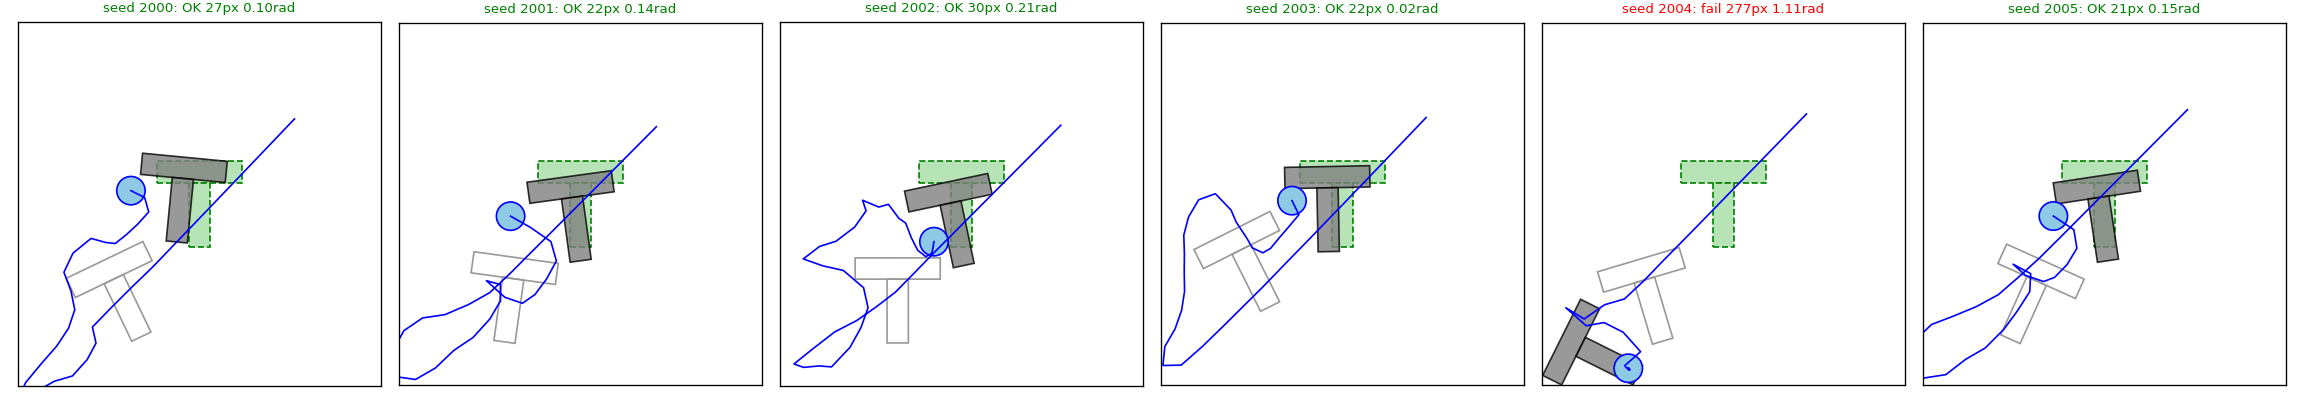 seed 2000: OK 27px 0.10rad
seed 2001: OK 22px 0.14rad
seed 2002: OK 30px 0.21rad
seed 2003: OK 22px 0.02rad
seed 2004: fail 277px 1.11rad
seed 2005: OK 21px 0.15rad